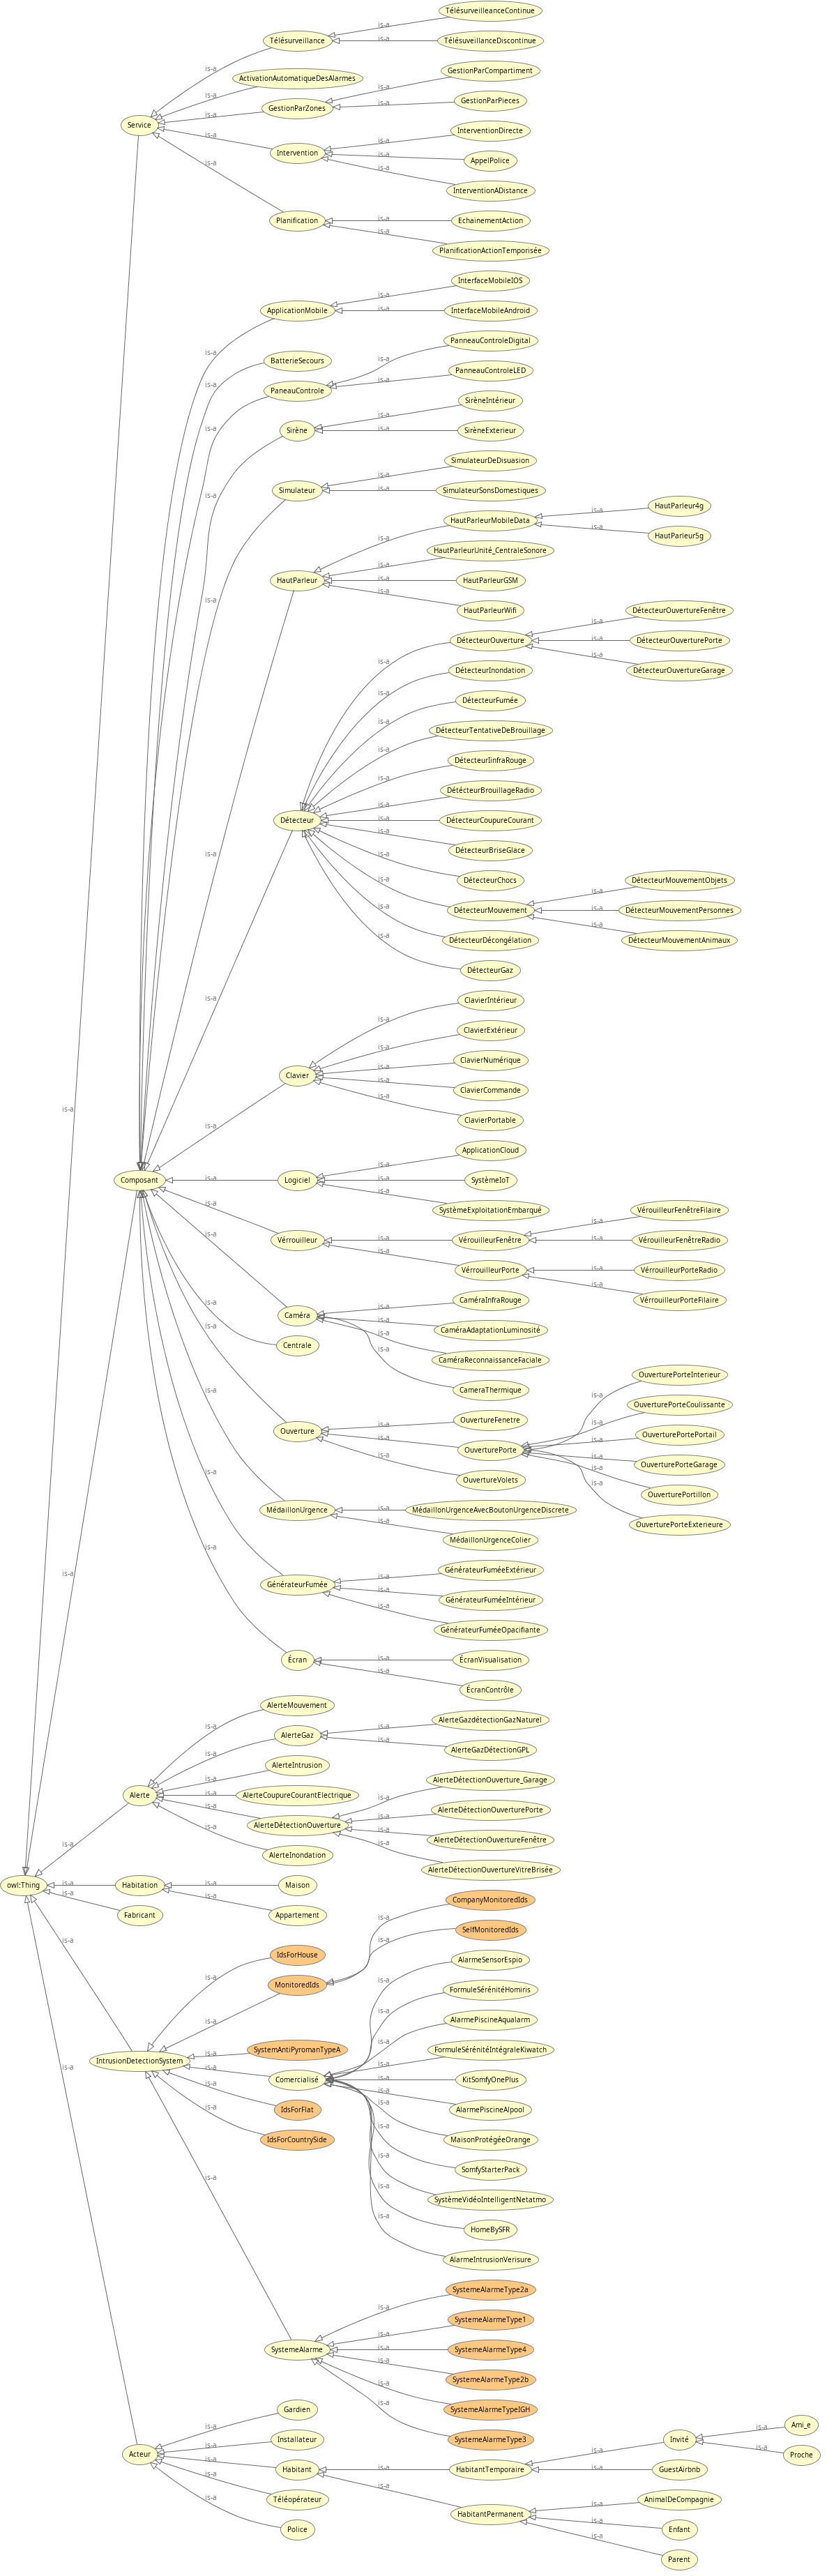 TélésurveilleanceContinue
Télésurveillance
TélésuveillanceDiscontinue
ActivationAutomatiqueDesAlarmes
GestionParCompartiment
GestionParZones
GestionParPieces
Service
InterventionDirecte
Intervention
AppelPolice
InterventionADistance
Planification
EchainementAction
PlanificationActionTemporisée
InterfaceMobileIOS
ApplicationMobile
InterfaceMobileAndroid
PanneauControleDigital
BatterieSecours
PanneauControleLED
PaneauControle
SirèneIntérieur
Sirène
SirèneExterieur
SimulateurDeDisuasion
Simulateur
SimulateurSonsDomestiques
HautParleur4g
HautParleurMobileData
HautParleur5g
HautParleurUnité_CentraleSonore
HautParleur
HautParleurGSM
HautParleurWifi
DétecteurOuvertureFenêtre
DétecteurOuverture
DétecteurOuverturePorte
DétecteurInondation
DétecteurOuvertureGarage
DétecteurFumée
DétecteurTentativeDeBrouillage
DétecteurIinfraRouge
DétécteurBrouillageRadio
Détecteur
DétecteurCoupureCourant
DétecteurBriseGlace
DétecteurChocs
DétecteurMouvementObjets
DétecteurMouvement
DétecteurMouvementPersonnes
DétecteurDécongélation
DétecteurMouvementAnimaux
DétecteurGaz
ClavierIntérieur
ClavierExtérieur
ClavierNumérique
Clavier
ClavierCommande
ClavierPortable
ApplicationCloud
Composant
Logiciel
SystèmeIoT
SystèmeExploitationEmbarqué
VérouilleurFenêtreFilaire
Vérrouilleur
VérouilleurFenêtre
VérouilleurFenêtreRadio
VérrouilleurPorte
VérrouilleurPorteRadio
VérrouilleurPorteFilaire
CaméraInfraRouge
Caméra
CaméraAdaptationLuminosité
Centrale
CaméraReconnaissanceFaciale
OuverturePorteInterieur
CameraThermique
OuverturePorteCoulissante
OuvertureFenetre
Ouverture
OuverturePortePortail
OuverturePorte
OuverturePorteGarage
OuvertureVolets
OuverturePortillon
MédaillonUrgence
MédaillonUrgenceAvecBoutonUrgenceDiscrete
OuverturePorteExterieure
MédaillonUrgenceColier
GénérateurFuméeExtérieur
GénérateurFumée
GénérateurFuméeIntérieur
GénérateurFuméeOpacifiante
Écran
ÉcranVisualisation
ÉcranContrôle
AlerteMouvement
AlerteGazdétectionGazNaturel
AlerteGaz
AlerteGazDétectionGPL
AlerteIntrusion
AlerteDétectionOuverture_Garage
Alerte
AlerteCoupureCourantElectrique
AlerteDétectionOuverturePorte
AlerteDétectionOuverture
AlerteDétectionOuvertureFenêtre
AlerteInondation
AlerteDétectionOuvertureVitreBrisée
owl:Thing
Habitation
Maison
CompanyMonitoredIds
Fabricant
Appartement
SelfMonitoredIds
IdsForHouse
AlarmeSensorEspio
MonitoredIds
FormuleSérénitéHomiris
AlarmePiscineAqualarm
SystemAntiPyromanTypeA
FormuleSérénitéIntégraleKiwatch
IntrusionDetectionSystem
Comercialisé
KitSomfyOnePlus
IdsForFlat
AlarmePiscineAlpool
IdsForCountrySide
MaisonProtégéeOrange
SomfyStarterPack
SystèmeVidéoIntelligentNetatmo
HomeBySFR
AlarmeIntrusionVerisure
SystemeAlarmeType2a
SystemeAlarmeType1
SystemeAlarme
SystemeAlarmeType4
SystemeAlarmeType2b
SystemeAlarmeTypeIGH
SystemeAlarmeType3
Gardien
Ami_e
Installateur
Invité
Acteur
Proche
Habitant
HabitantTemporaire
GuestAirbnb
Téléopérateur
AnimalDeCompagnie
HabitantPermanent
Police
Enfant
Parent